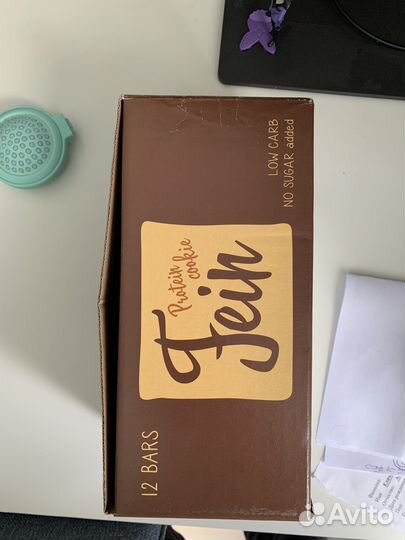 LOW CARB
NO SUGAR added
Protein
cookie
Fein
12 BARS
Avito